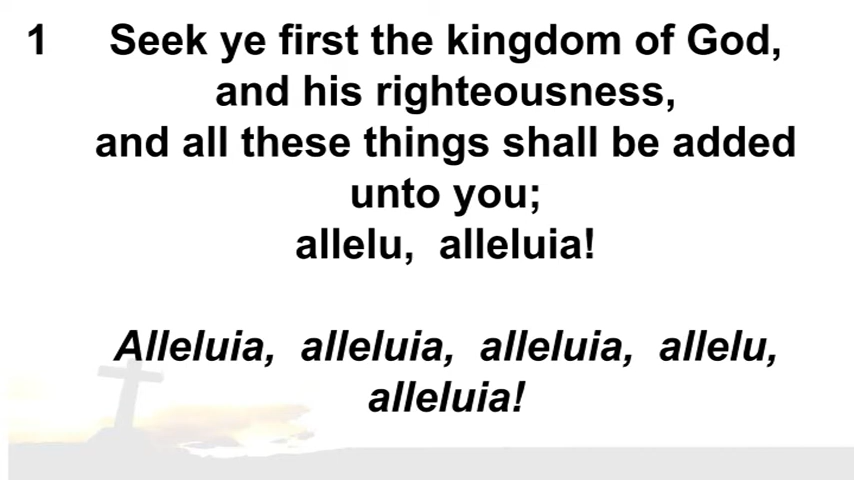 1 Seek ye first the kingdom of God,
and his righteousness,
and all these things shall be added
unto you;
allelu, alleluia!
Alleluia, alleluia, alleluia, allelu,
alleluia!